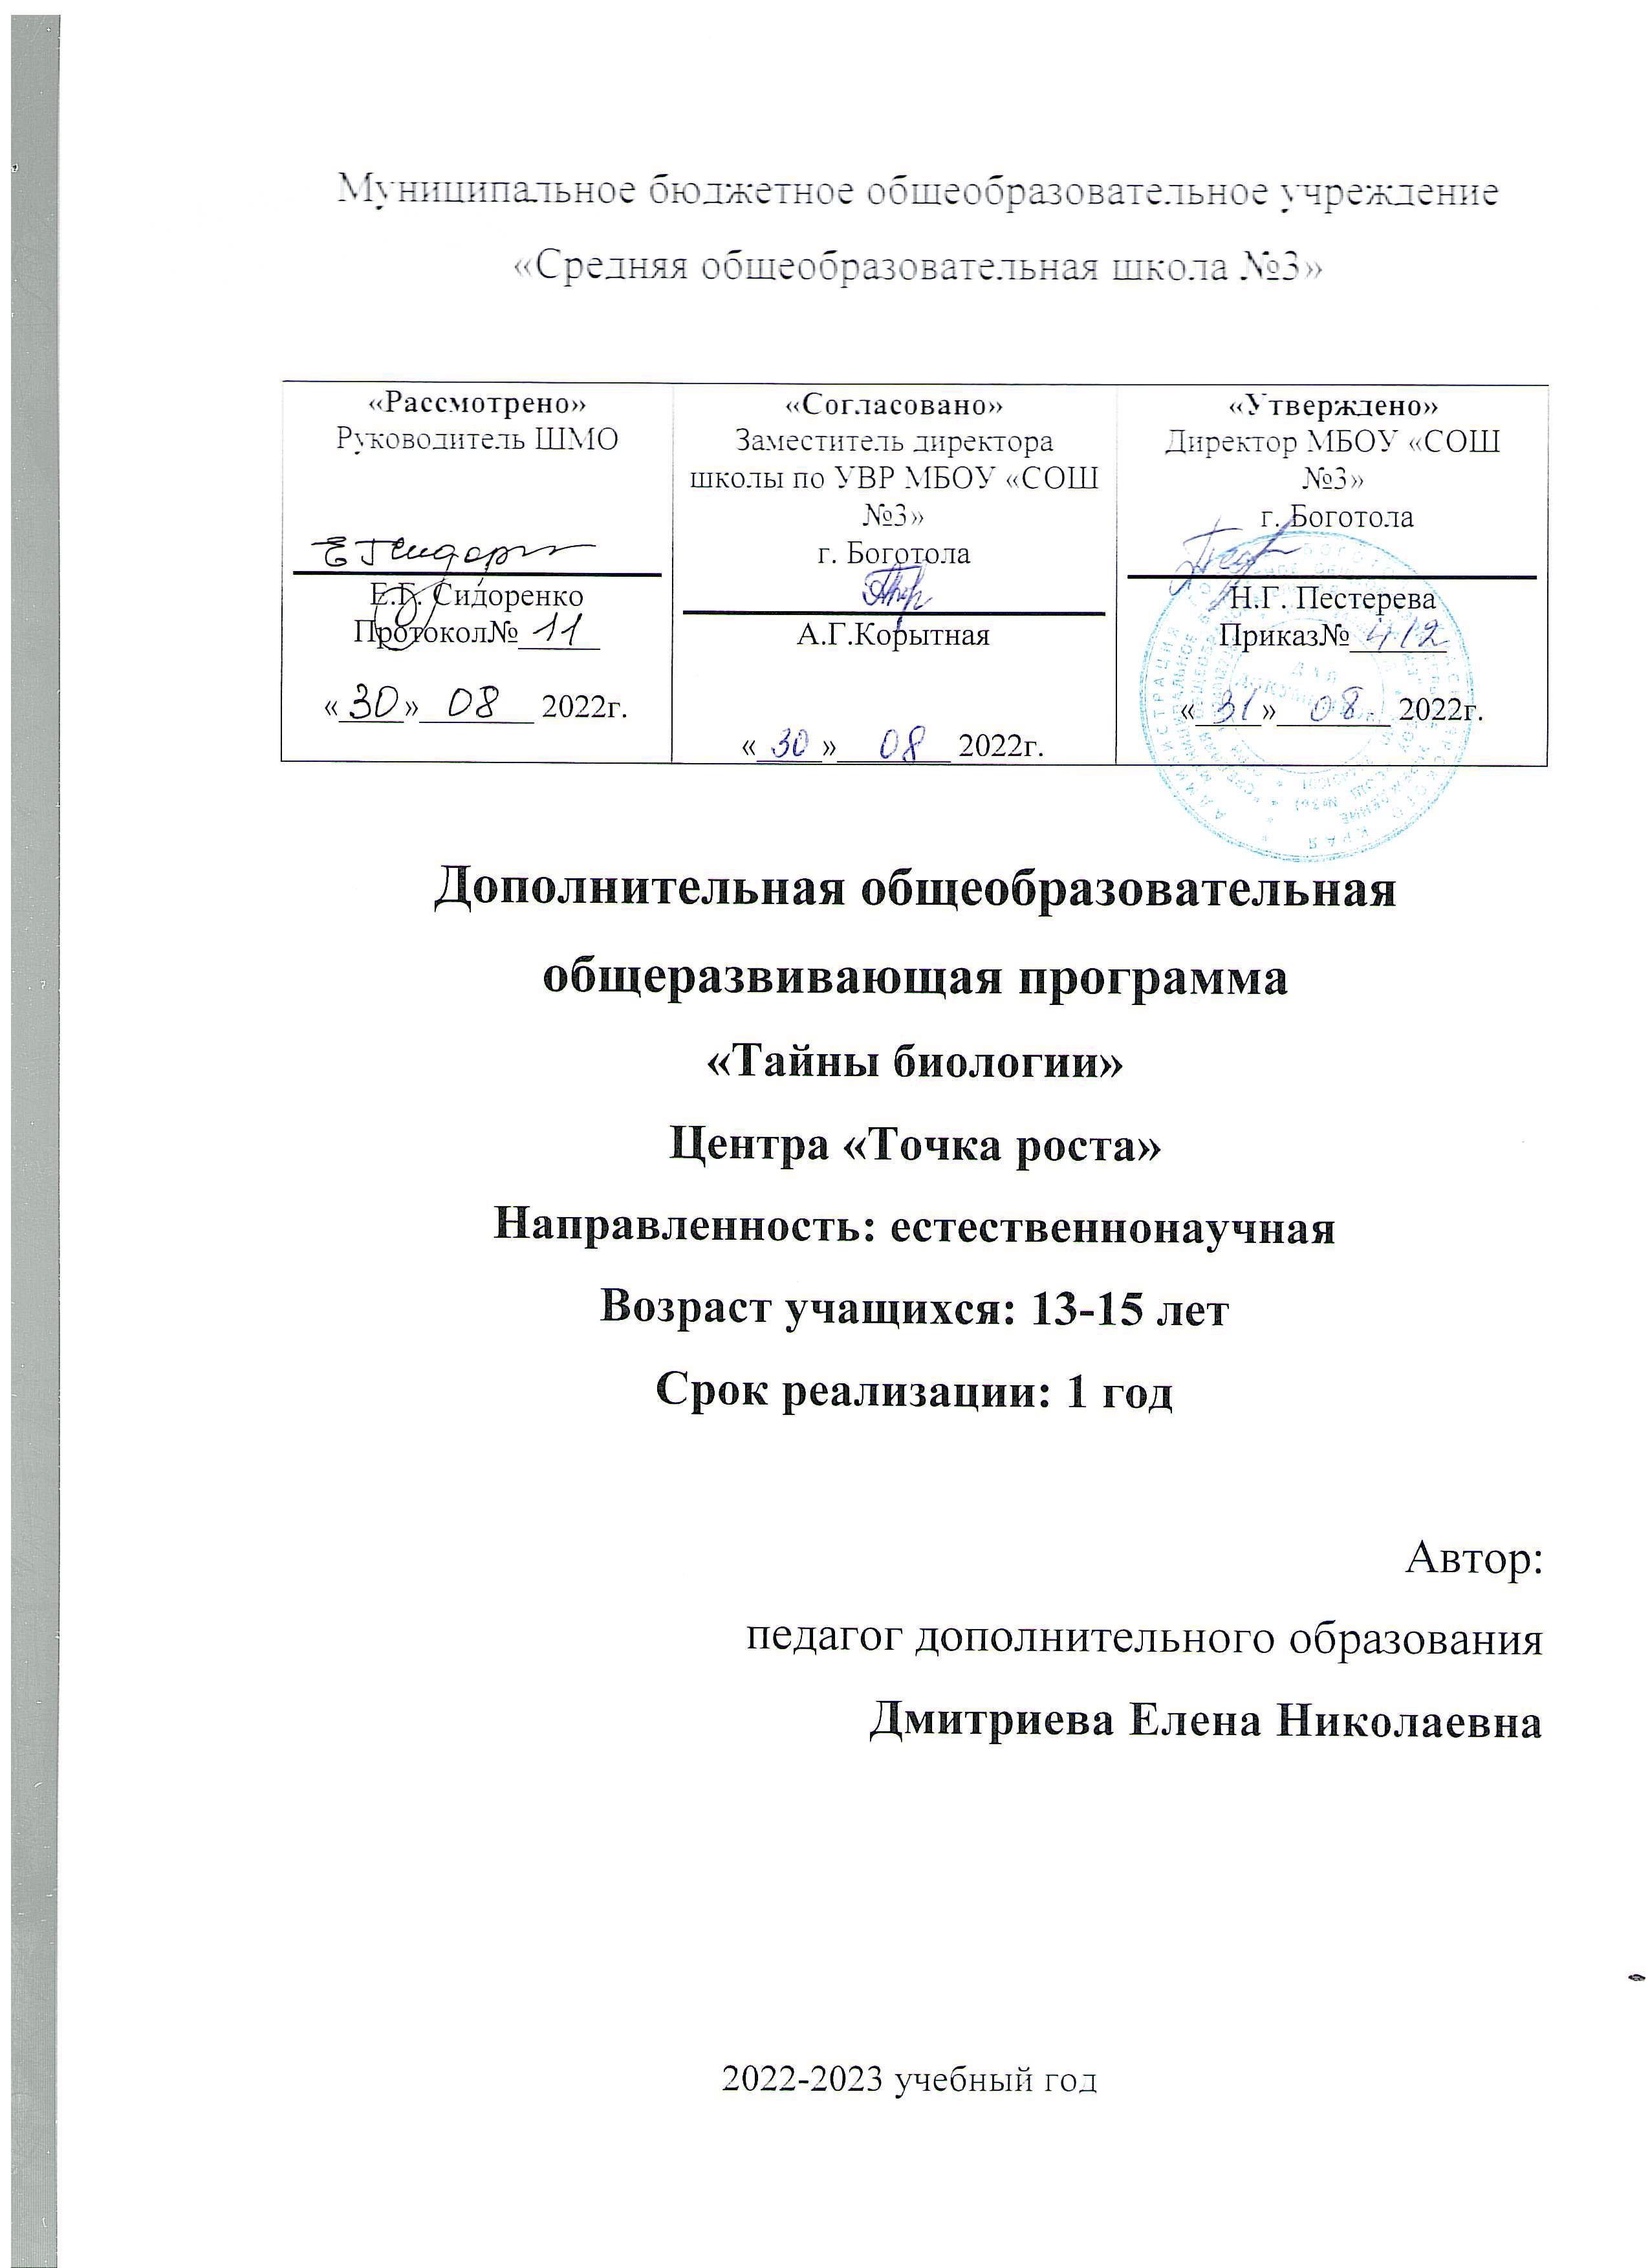 Муниципальное бюджетное общеобразовательное учреждение
«Средняя общеобразовательная школа №3»
«Рассмотрено»
Руководитель ШМО
Е.Г. Сидоренко
Протокол№ 11
«30» 08 2022г.
«Согласовано»
Заместитель директора
школы по УВР МБОУ «СОШ
№3»
г. Боготола
А.Г.Корытная
«30» 08 2022г.
«Утверждено»
Директор МБОУ «СОШ
№3»
г. Боготола
Н.Г. Пестерева
Приказ№ 412
«31» 08 2022г.
Дополнительная общеобразовательная
общеразвивающая программа
«Тайны биологии»
Центра «Точка роста»
Направленность: естественнонаучная
Возраст учащихся: 13-15 лет
Срок реализации: 1 год
Автор:
педагог дополнительного образования
Дмитриева Елена Николаевна
2022-2023 учебный год